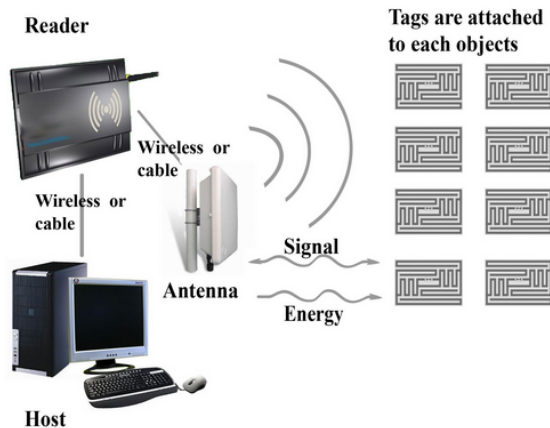 Reader
Tags are attached
to each objects
Wireless or
cable
Wireless or
cable
Signal
Antenna
Energy
Host